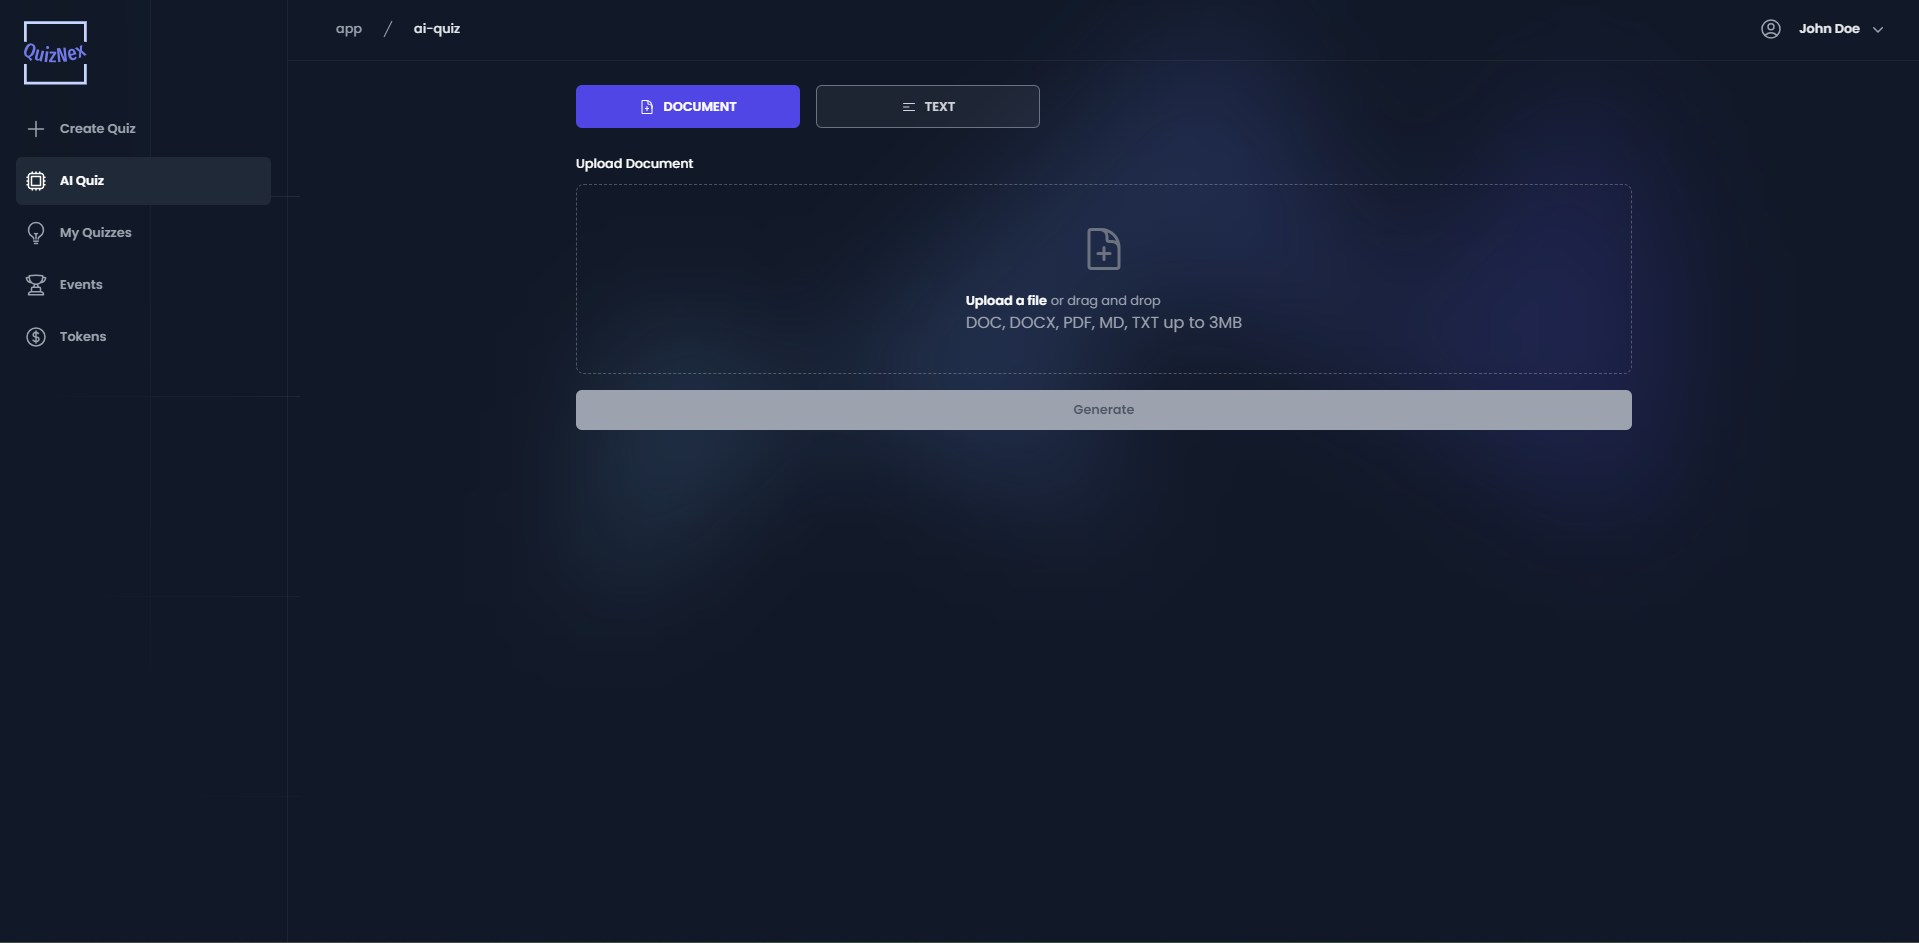 QuizNex
Create Quiz
AI Quiz
My Quizzes
Events
Tokens
app / ai-quiz
John Doe
DOCUMENT
TEXT
Upload Document
Upload a file or drag and drop
DOC, DOCX, PDF, MD, TXT up to 3MB
Generate